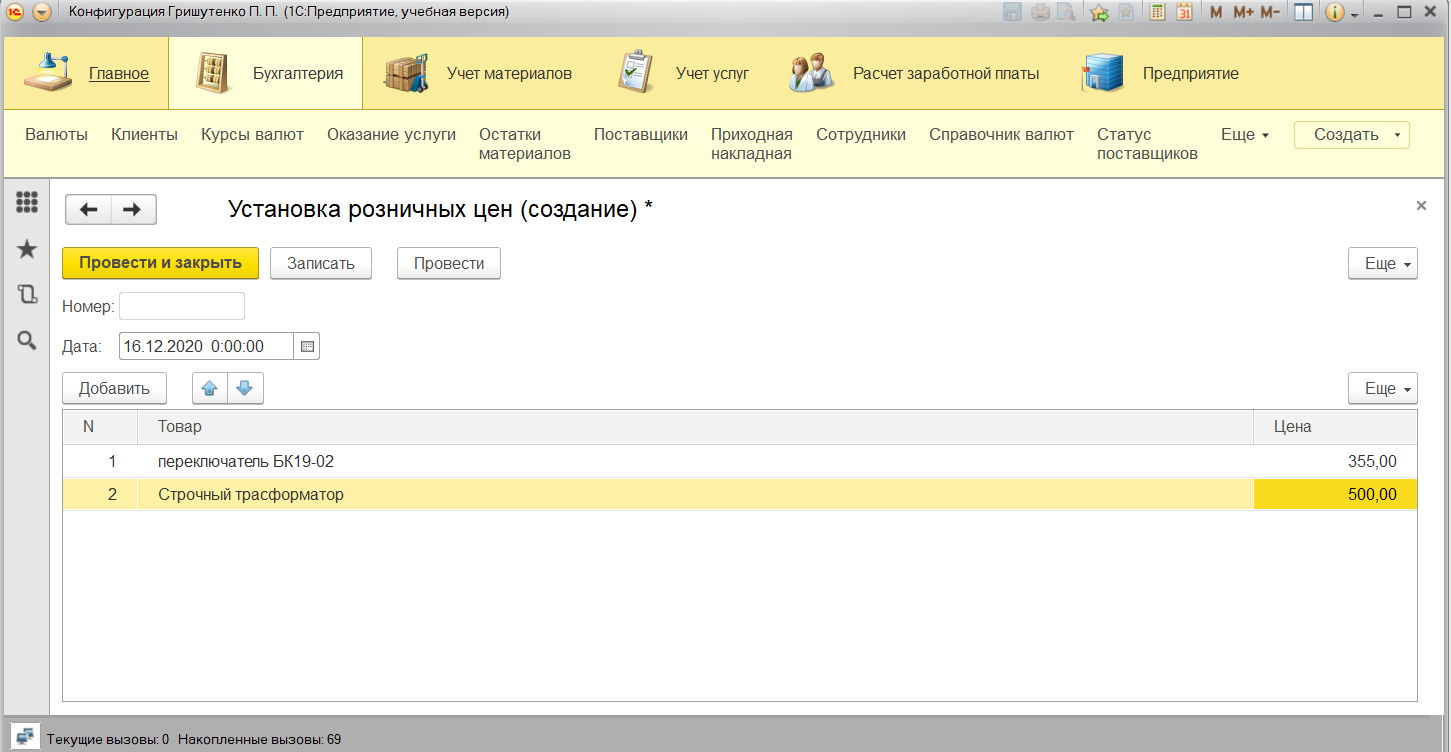 Конфигурация Гришутенко П. П. (1С:Предприятие, учебная версия)
M M+ M-
Главное Бухгалтерия Учет материалов Учет услуг Расчет заработной платы Предприятие
Валюты Клиенты Курсы валют Оказание услуги Остатки материалов Поставщики Приходная накладная Сотрудники Справочник валют Статус поставщиков Еще Создать
Установка розничных цен (создание) *
Провести и закрыть Записать Провести Еще
Номер:
Дата: 16.12.2020 0:00:00
Добавить Еще
N Товар Цена
1 переключатель БК19-02 355,00
2 Строчный трасформатор 500,00
Текущие вызовы: 0 Накопленные вызовы: 69